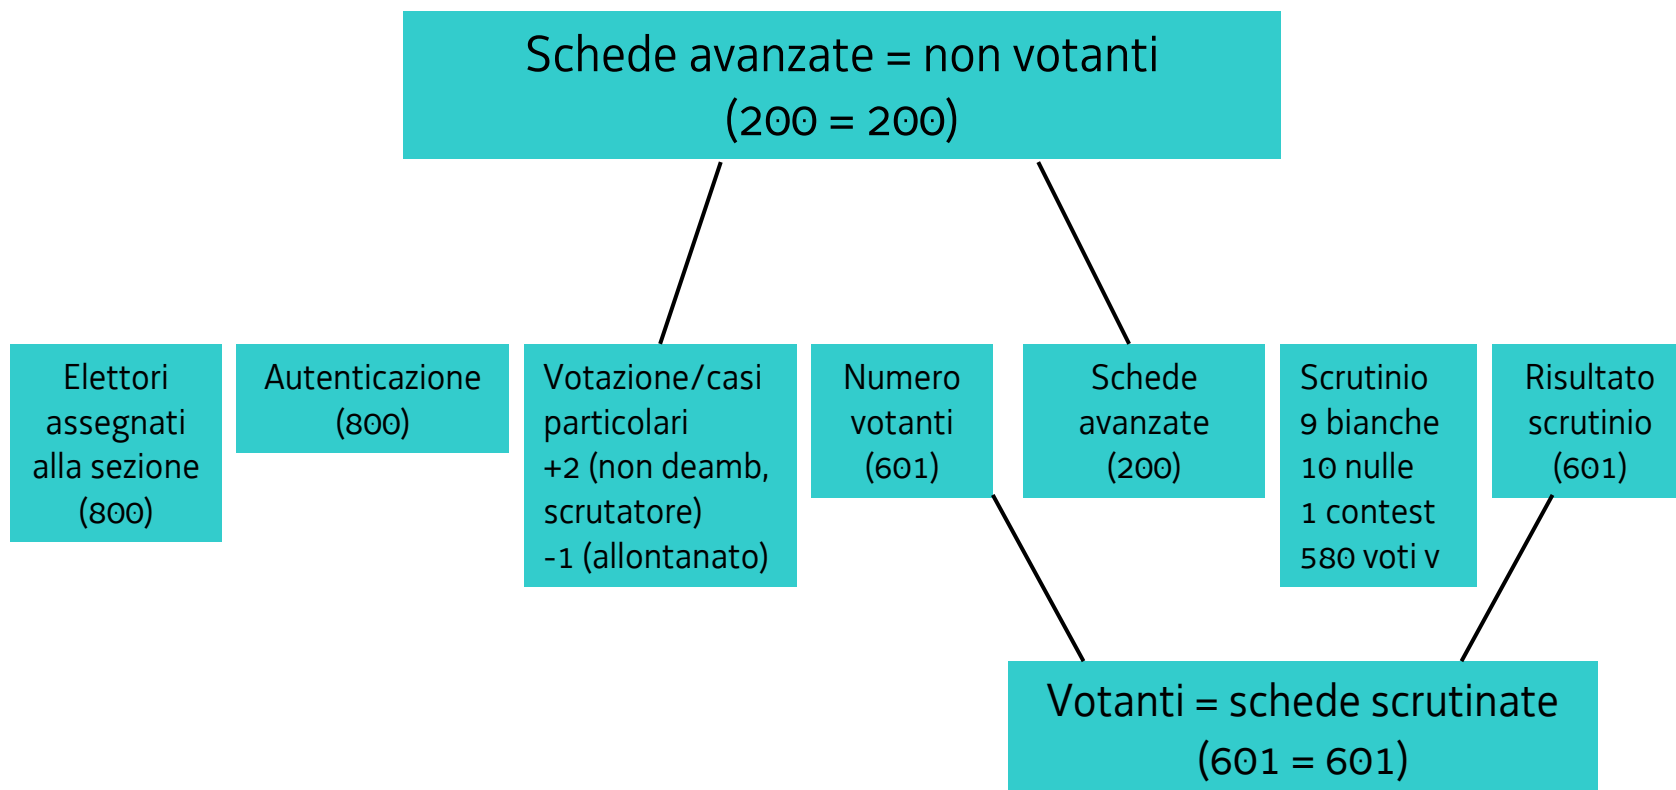 Schede avanzate = non votanti
(200 = 200)
Elettori
assegnati
alla sezione
(800)
Autenticazione
(800)
Votazione/casi
particolari
+2 (non deamb,
scrutatore)
-1 (allontanato)
Numero
votanti
(601)
Schede
avanzate
(200)
Scrutinio
9 bianche
10 nulle
1 contest
580 voti v
Risultato
scrutinio
(601)
Votanti = schede scrutinate
(601 = 601)